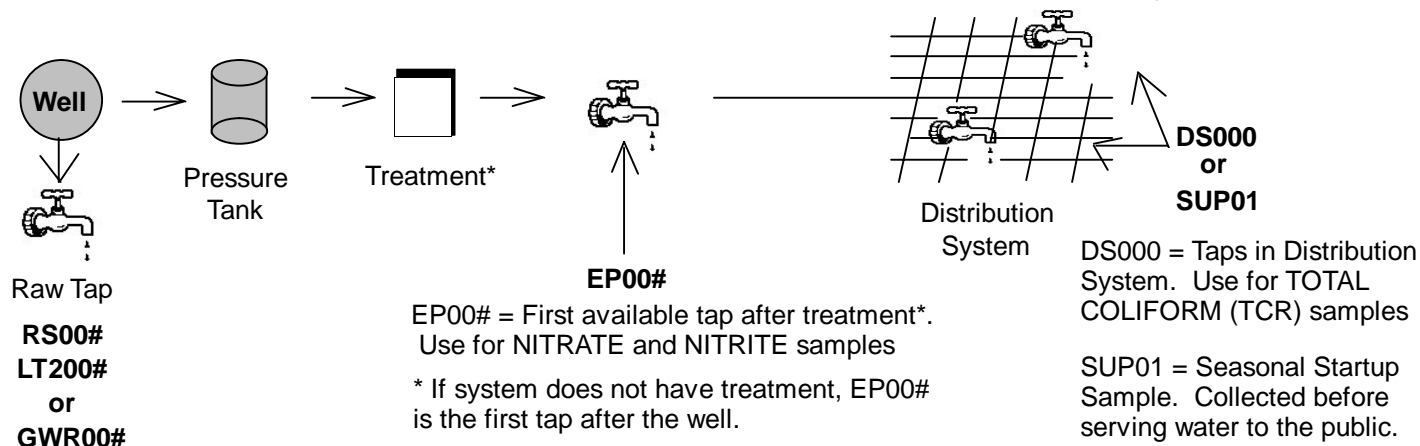 Well
Pressure
Tank
Treatment*
Raw Tap
RS00#
LT200#
or
GWR00#
EP00#
EP00# = First available tap after treatment*.
Use for NITRATE and NITRITE samples
* If system does not have treatment, EP00#
is the first tap after the well.
Distribution
System
DS000
or
SUP01
DS000 = Taps in Distribution
System. Use for TOTAL
COLIFORM (TCR) samples
SUP01 = Seasonal Startup
Sample. Collected before
serving water to the public.